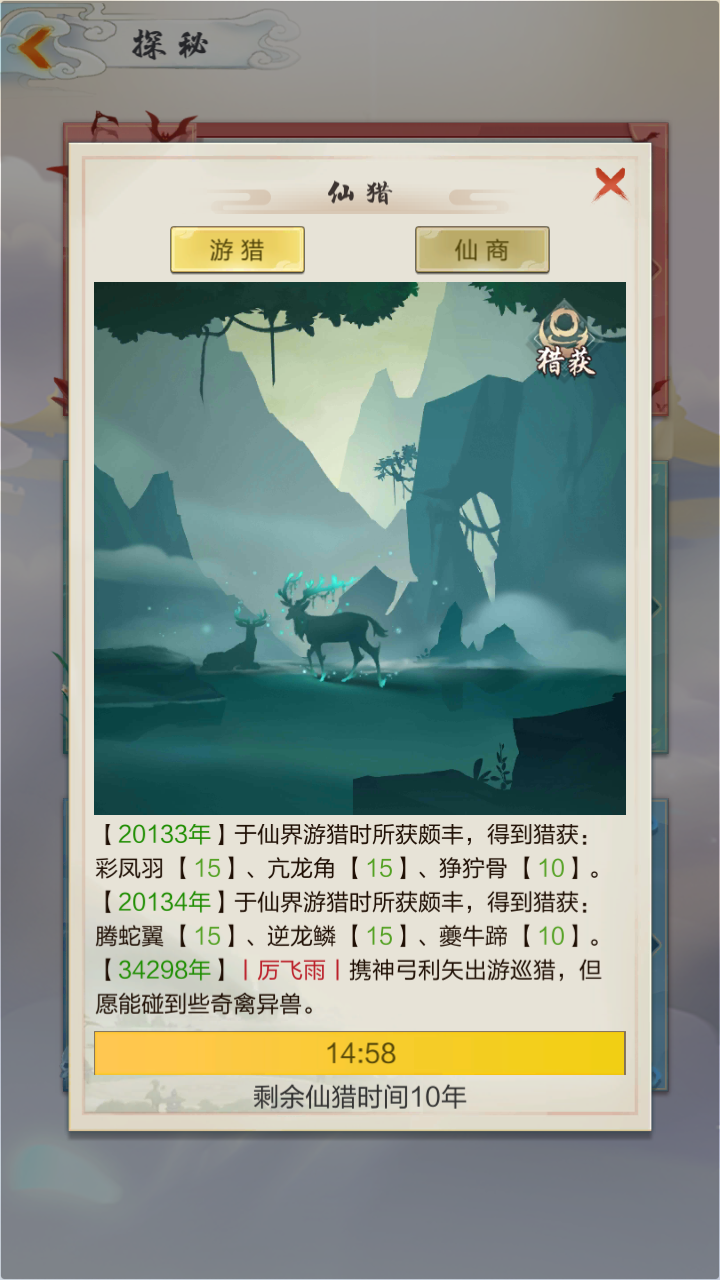 探秘
仙猎
游猎
仙商
猎获
【20133年】于仙界游猎时所获颇丰，得到猎获：
彩凤羽【15】、亢龙角【15】、狰狞骨【10】。
【20134年】于仙界游猎时所获颇丰，得到猎获：
腾蛇翼【15】、逆龙鳞【15】、夔牛蹄【10】。
【34298年】丨厉飞雨丨携神弓利矢出游巡猎，但
愿能碰到些奇禽异兽。
14:58
剩余仙猎时间10年